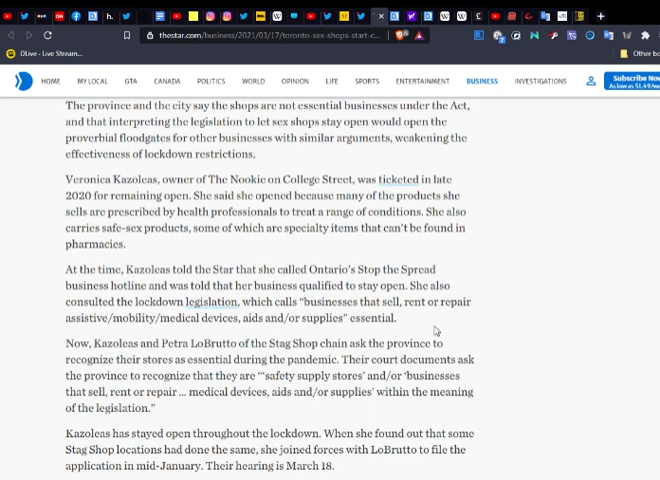 thestar.com/business/2021/03/17/toronto-sex-shops-start-c...
DLive - Live Stream...
Other bo
HOME MY LOCAL GTA CANADA POLITICS WORLD OPINION LIFE SPORTS ENTERTAINMENT BUSINESS INVESTIGATIONS
Subscribe Now
As low as $1.49/w
The province and the city say the shops are not essential businesses under the Act,
and that interpreting the legislation to let sex shops stay open would open the
proverbial floodgates for other businesses with similar arguments, weakening the
effectiveness of lockdown restrictions.
Veronica Kazoleas, owner of The Nookie on College Street, was ticketed in late
2020 for remaining open. She said she opened because many of the products she
sells are prescribed by health professionals to treat a range of conditions. She also
carries safe-sex products, some of which are specialty items that can't be found in
pharmacies.
At the time, Kazoleas told the Star that she called Ontario's Stop the Spread
business hotline and was told that her business qualified to stay open. She also
consulted the lockdown legislation, which calls "businesses that sell, rent or repair
assistive/mobility/medical devices, aids and/or supplies" essential.
Now, Kazoleas and Petra LoBrutto of the Stag Shop chain ask the province to
recognize their stores as essential during the pandemic. Their court documents ask
the province to recognize that they are "'safety supply stores' and/or 'businesses
that sell, rent or repair ... medical devices, aids and/or supplies' within the meaning
of the legislation."
Kazoleas has stayed open throughout the lockdown. When she found out that some
Stag Shop locations had done the same, she joined forces with LoBrutto to file the
application in mid-January. Their hearing is March 18.